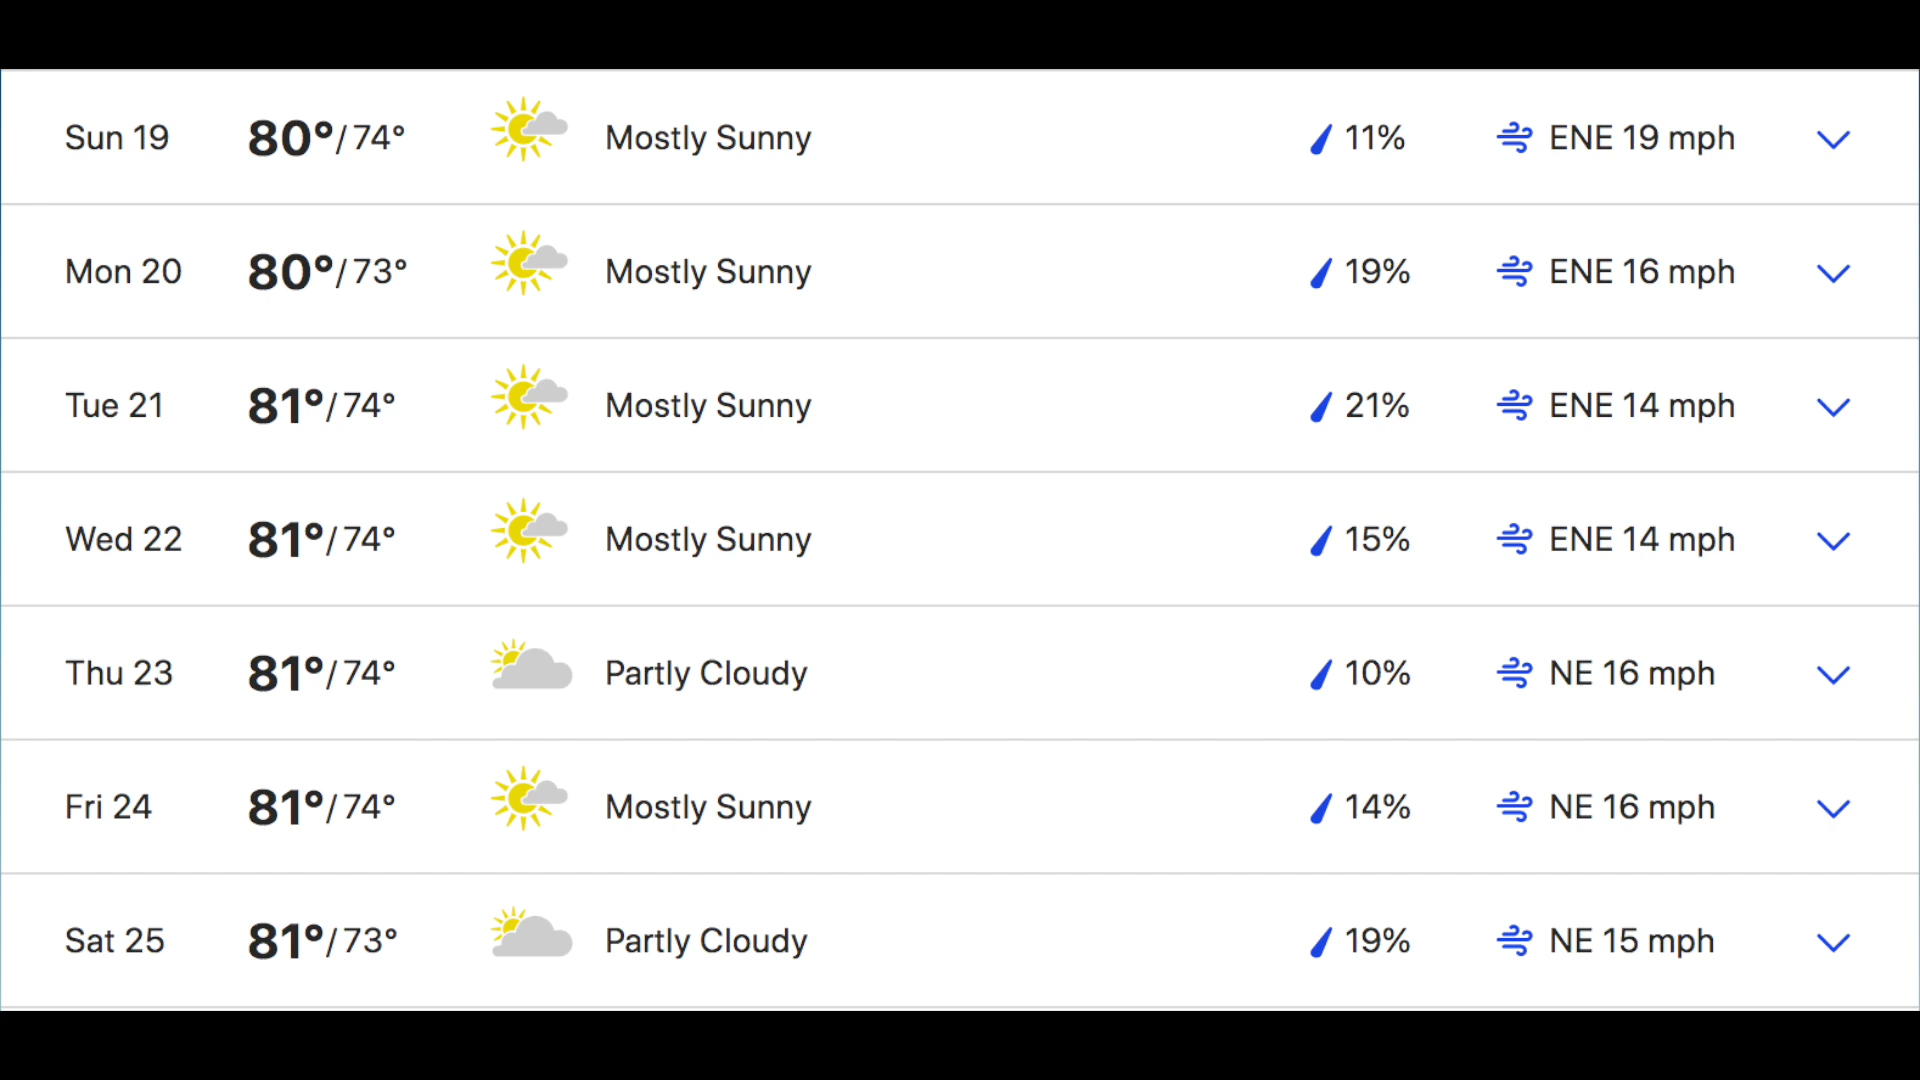 Sun 19 80°/74° Mostly Sunny 11% ENE 19 mph
Mon 20 80°/73° Mostly Sunny 19% ENE 16 mph
Tue 21 81°/74° Mostly Sunny 21% ENE 14 mph
Wed 22 81°/74° Mostly Sunny 15% ENE 14 mph
Thu 23 81°/74° Partly Cloudy 10% NE 16 mph
Fri 24 81°/74° Mostly Sunny 14% NE 16 mph
Sat 25 81°/73° Partly Cloudy 19% NE 15 mph